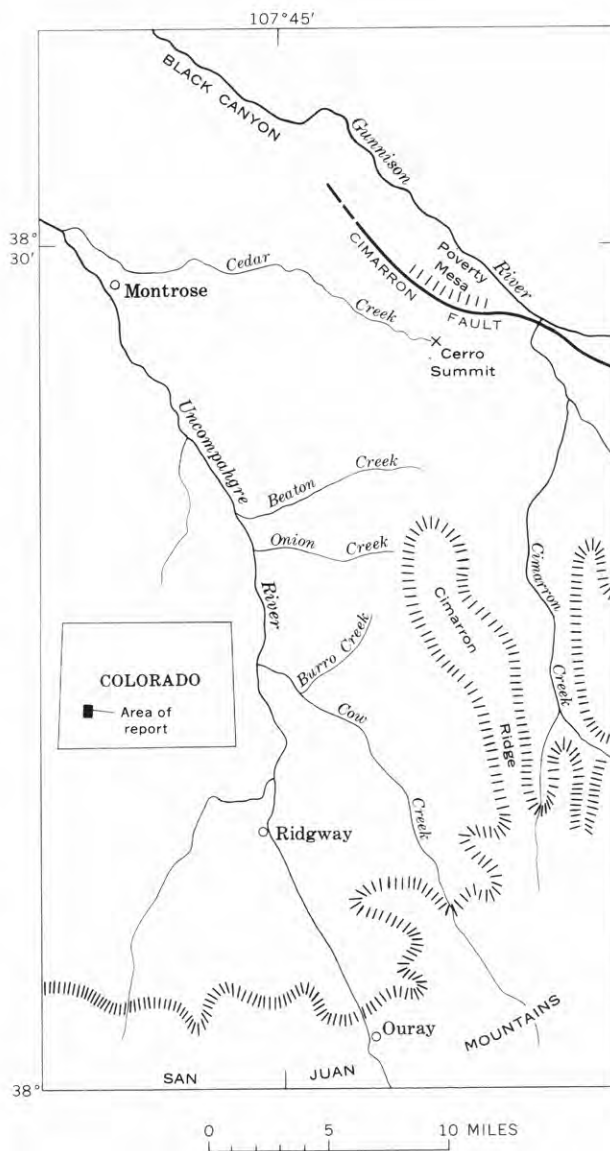 107°45′
BLACK CANYON
Gunnison
River
38°
30′
CIMARRON
FAULT
Poverty
Mesa
Cedar
Creek
Montrose
Cerro
Summit
Uncompahgre
River
Beaton Creek
Onion Creek
Cimarron
Ridge
Cimarron
Creek
Burro Creek
Cow
Creek
COLORADO
Area of
report
Ridgway
Ouray
SAN JUAN MOUNTAINS
38°
0 5 10 MILES